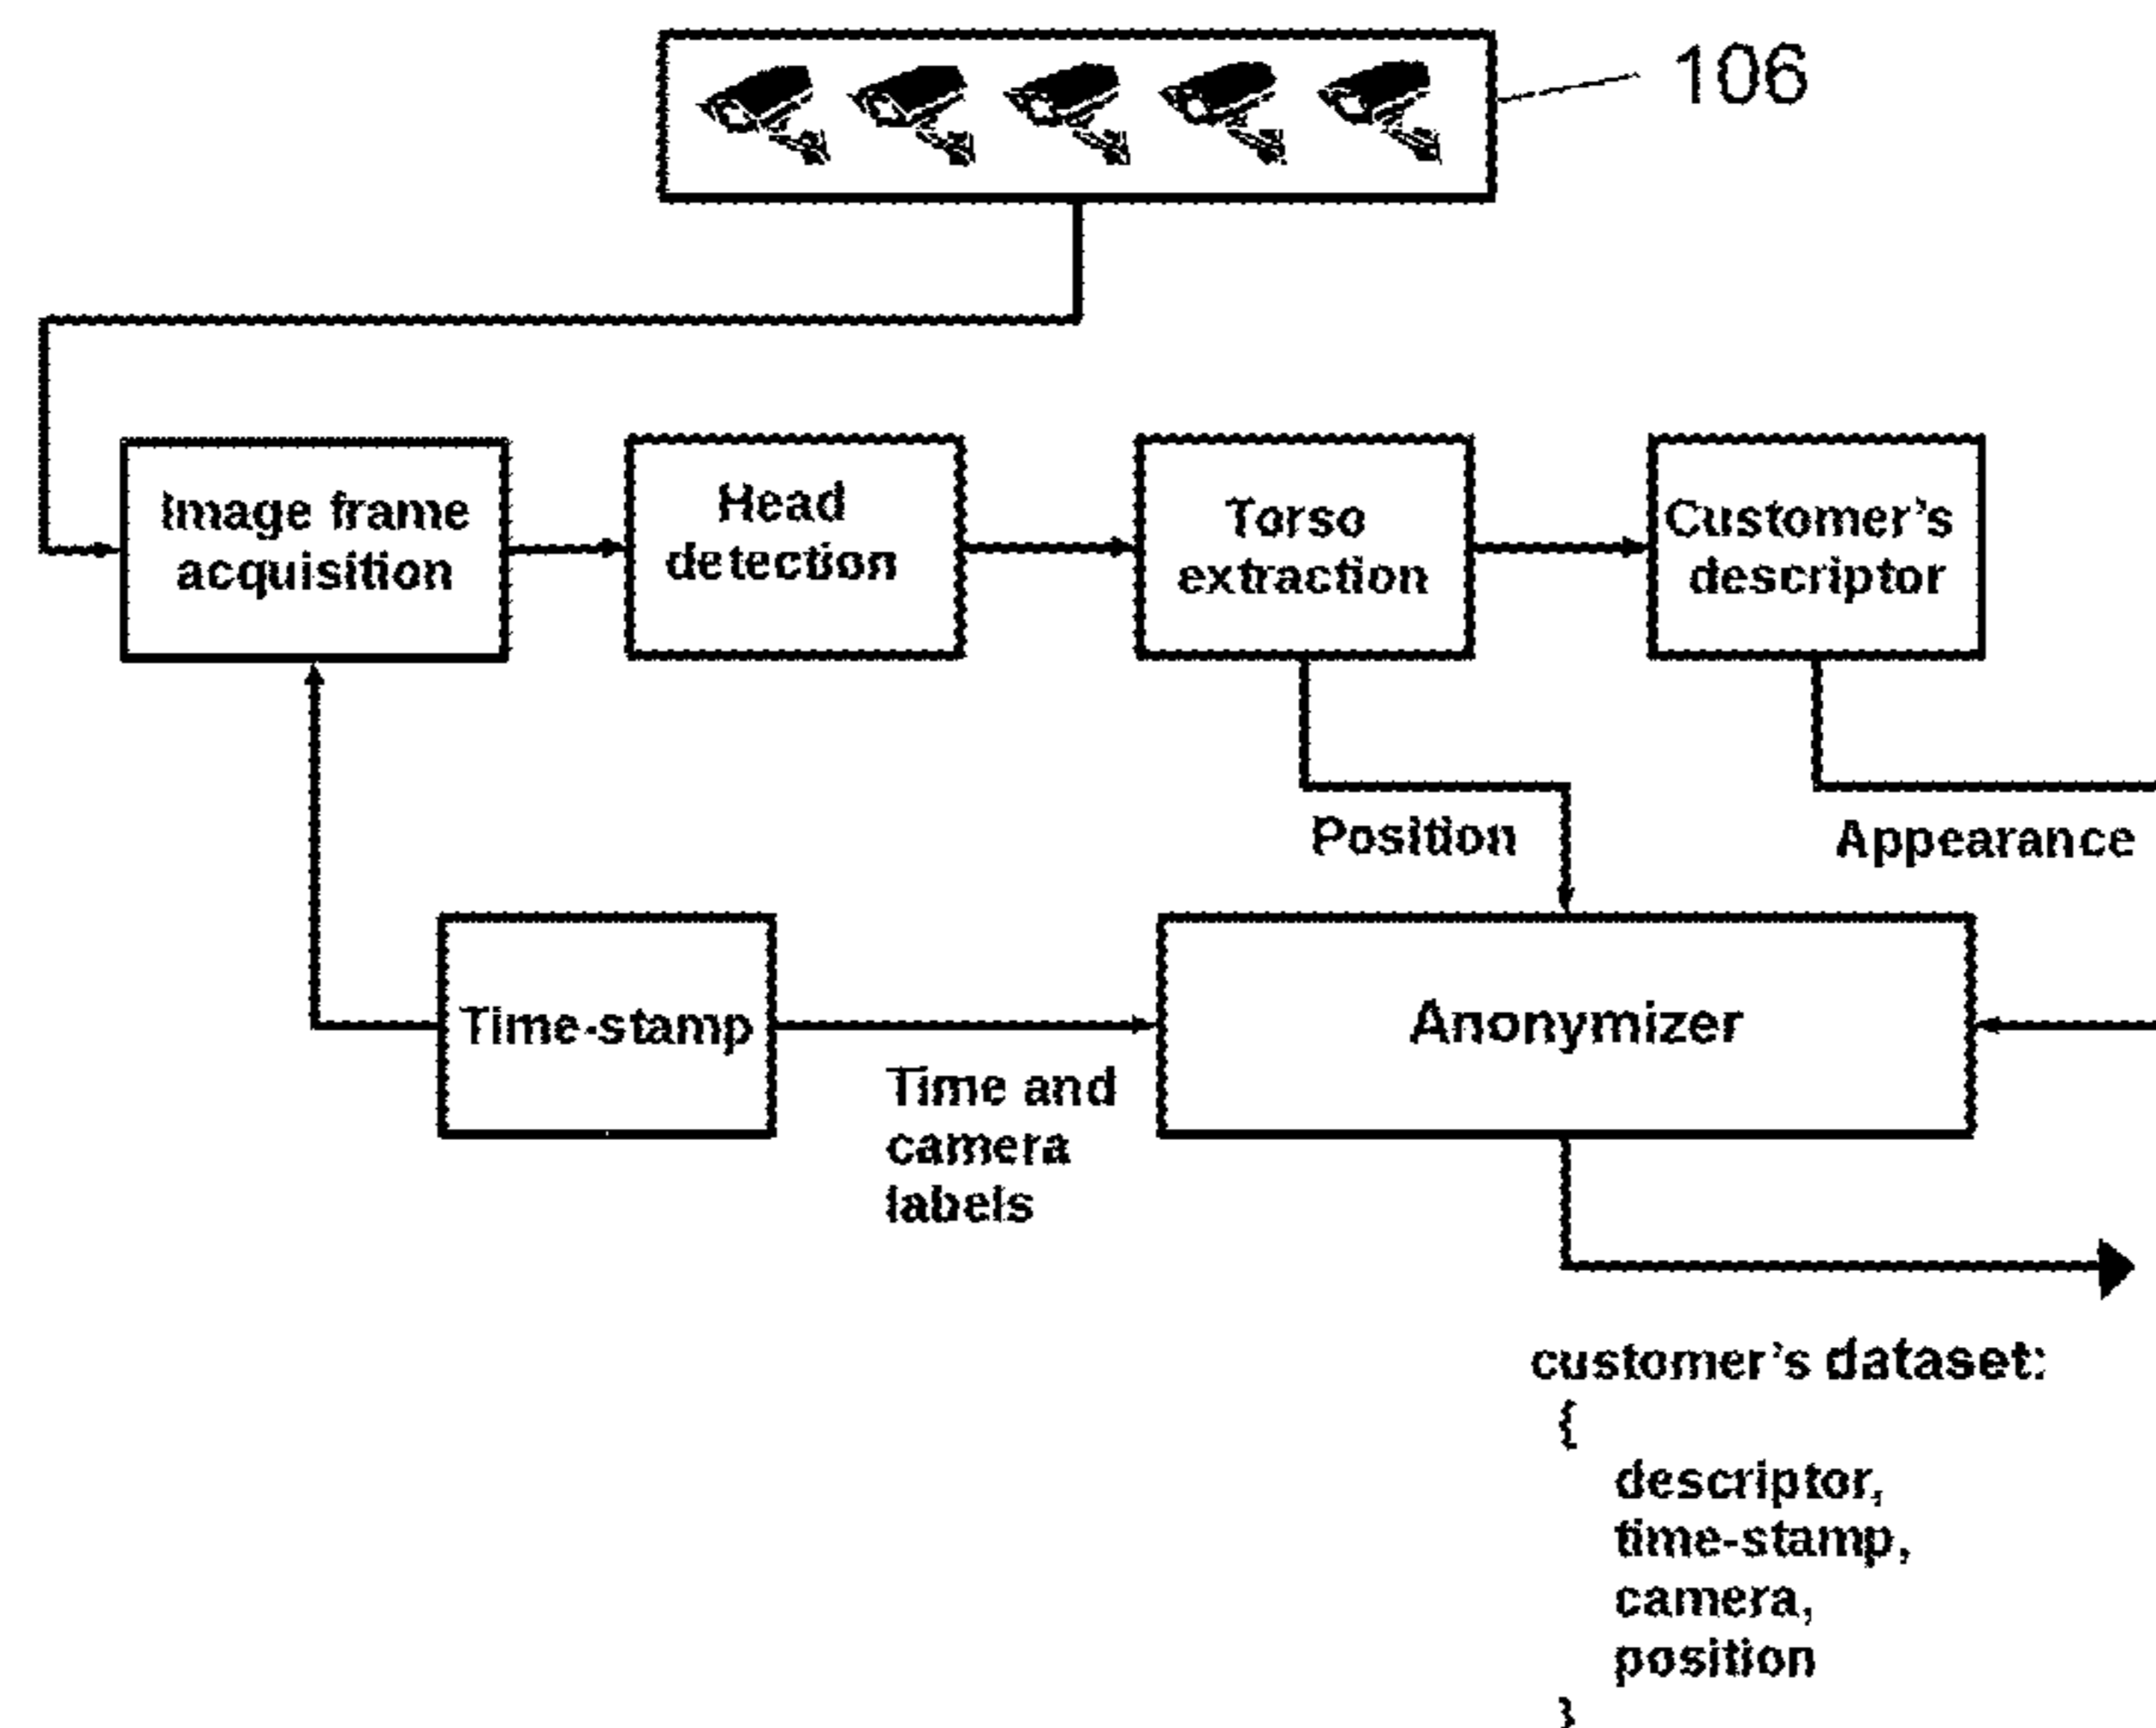 106
Image frame
acquisition
Head
detection
Torso
extraction
Customer's
descriptor
Position
Appearance
Time-stamp
Anonymizer
Time and
camera
labels
customer's dataset:
{
descriptor,
time-stamp,
camera,
position
}